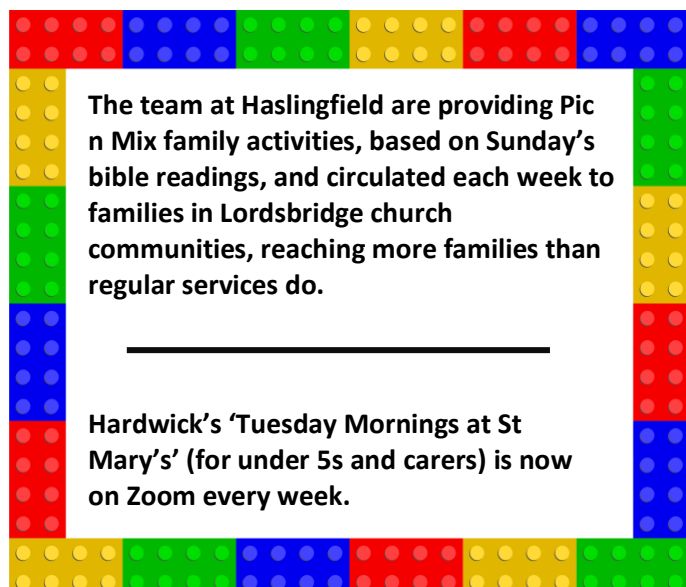 The team at Haslingfield are providing Pic
n Mix family activities, based on Sunday’s
bible readings, and circulated each week to
families in Lordsbridge church
communities, reaching more families than
regular services do.
Hardwick’s ‘Tuesday Mornings at St
Mary’s’ (for under 5s and carers) is now
on Zoom every week.